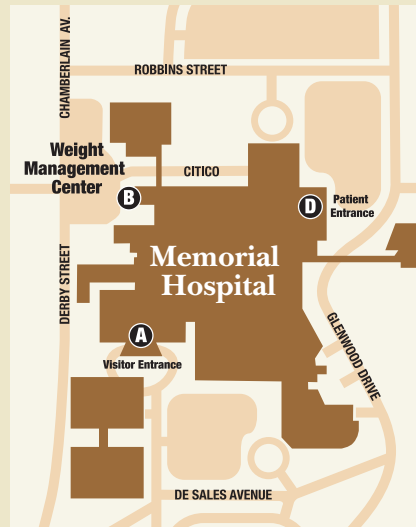 CHAMBERLAIN AV.
ROBBINS STREET
Weight
Management
Center
CITICO
B
D
Patient
Entrance
Memorial
Hospital
DERBY STREET
A
Visitor Entrance
GLENWOOD DRIVE
DE SALES AVENUE